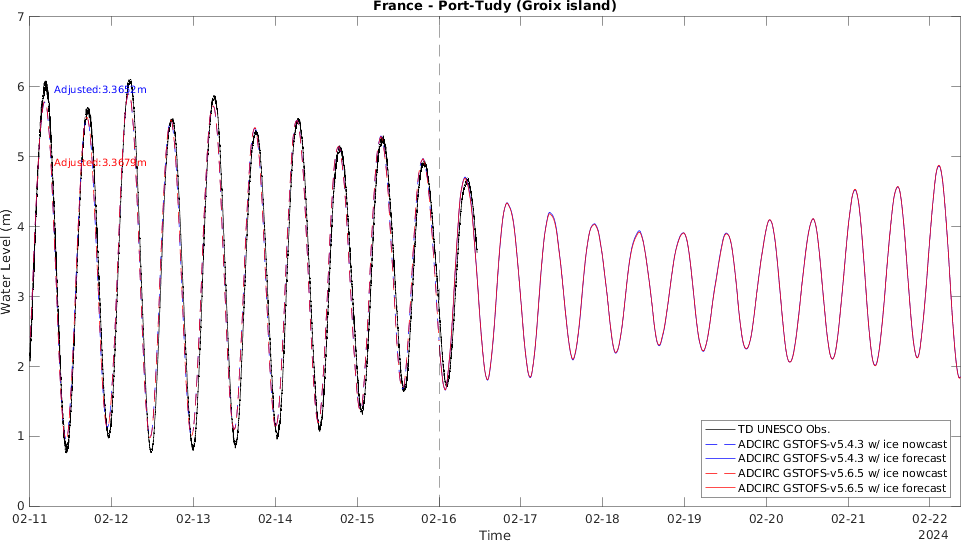 France - Port-Tudy (Groix island)
7
6
5
4
3
2
1
0
Water Level (m)
Adjusted:3.3652m
Adjusted:3.3679m
TD UNESCO Obs.
ADCIRC GSTOFS-v5.4.3 w/ ice nowcast
ADCIRC GSTOFS-v5.4.3 w/ ice forecast
ADCIRC GSTOFS-v5.6.5 w/ ice nowcast
ADCIRC GSTOFS-v5.6.5 w/ ice forecast
02-11 02-12 02-13 02-14 02-15 02-16 02-17 02-18 02-19 02-20 02-21 02-22
Time
2024